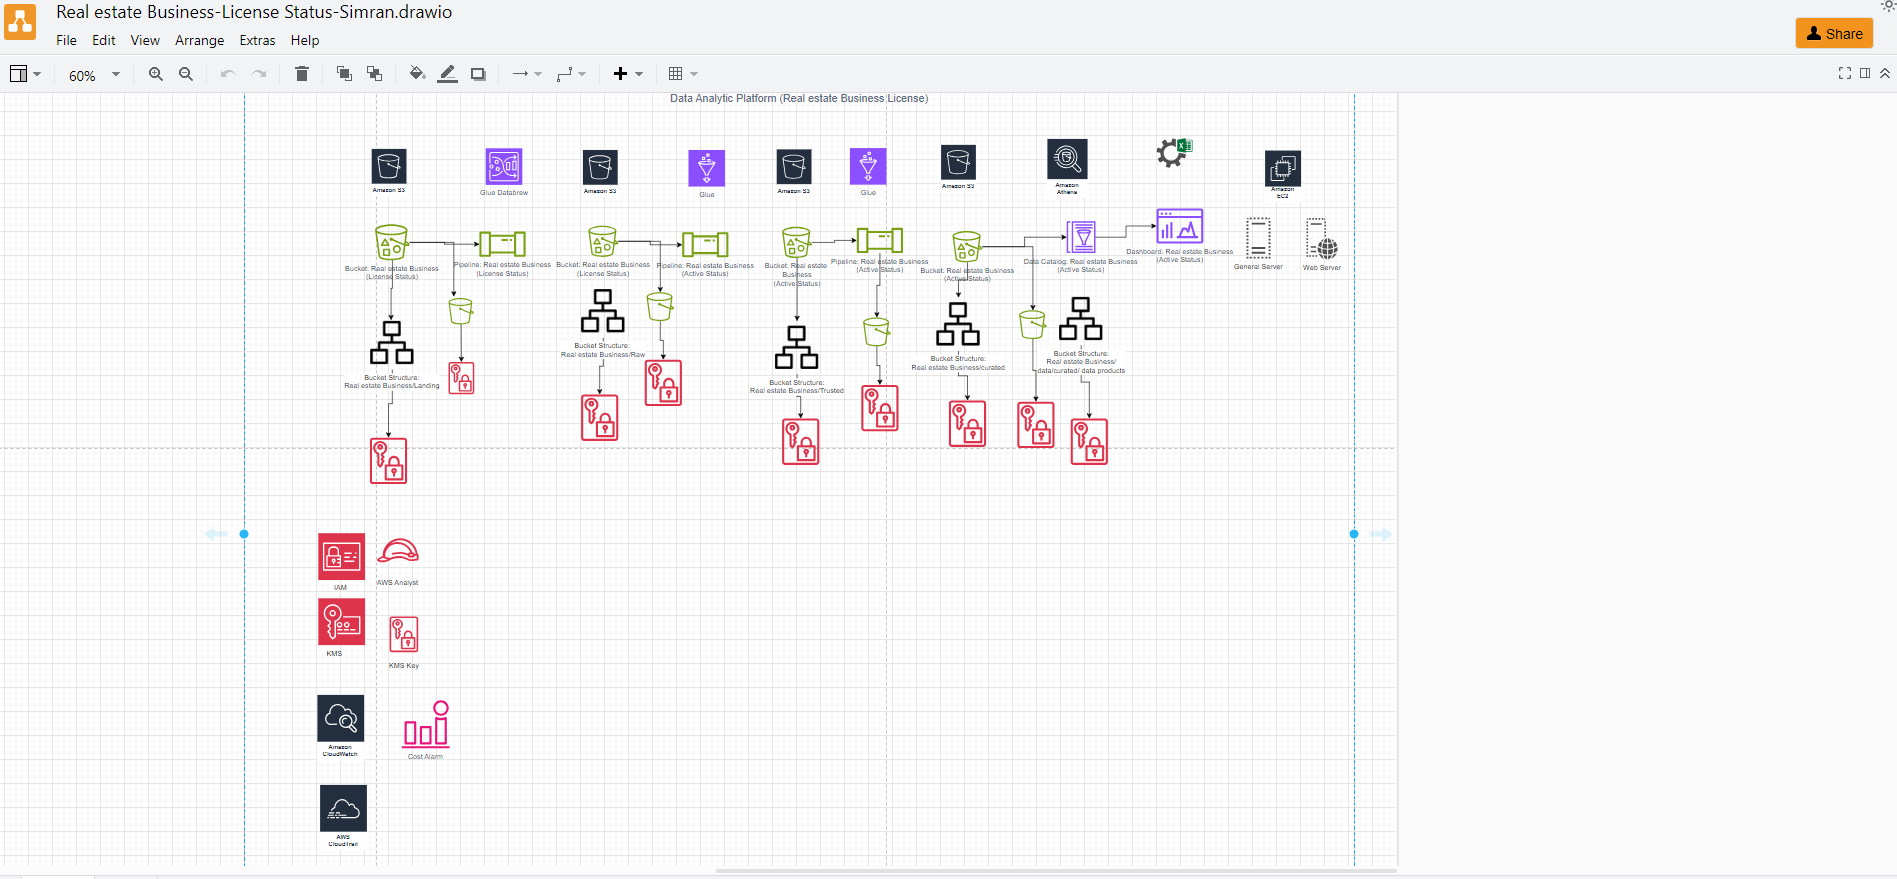 Real estate Business-License Status-Simran.drawio
File Edit View Arrange Extras Help
Share
60%
Data Analytic Platform (Real estate Business License)
Amazon S3
Glue Databrew
Amazon S3
Glue
Amazon S3
Glue
Amazon S3
Amazon
Athena
Amazon
EC2
Bucket: Real estate Business
(License Status)
Pipeline: Real estate Business
(License Status)
Bucket: Real estate Business
(License Status)
Pipeline: Real estate Business
(Active Status)
Bucket: Real estate
Business
(Active Status)
Pipeline: Real estate Business
(Active Status)
Bucket: Real estate Business
(Active Status)
Data Catalog: Real estate Business
(Active Status)
Dashboard: Real estate Business
(Active Status)
General Server
Web Server
Bucket Structure:
Real estate Business/Landing
Bucket Structure:
Real estate Business/Raw
Bucket Structure:
Real estate Business/Trusted
Bucket Structure:
Real estate Business/curated
Bucket Structure:
Real estate Business/
data/curated/ data products
IAM
AWS Analyst
KMS
KMS Key
Amazon
CloudWatch
Cost Alarm
AWS
CloudTrail